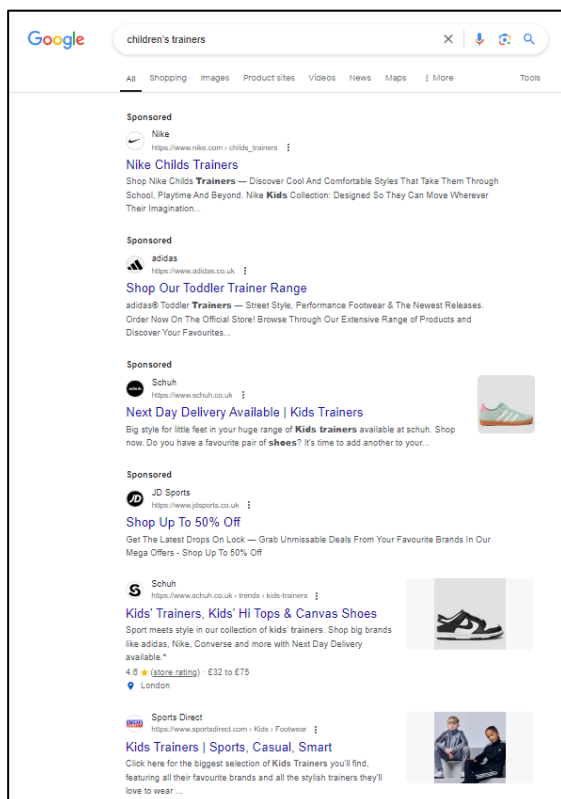 Google
children's trainers
All Shopping Images Product sites Videos News Maps More Tools
Sponsored
Nike
https://www.nike.com › childs_trainers
Nike Childs Trainers
Shop Nike Childs Trainers — Discover Cool And Comfortable Styles That Take Them Through
School, Playtime And Beyond. Nike Kids Collection: Designed So They Can Move Wherever
Their Imagination...
Sponsored
adidas
https://www.adidas.co.uk
Shop Our Toddler Trainer Range
adidas® Toddler Trainers — Street Style, Performance Footwear & The Newest Releases.
Order Now On The Official Store! Browse Through Our Extensive Range of Products and
Discover Your Favourites...
Sponsored
schuh
Schuh
https://www.schuh.co.uk
Next Day Delivery Available | Kids Trainers
Big style for little feet in your huge range of Kids trainers available at schuh. Shop
now. Do you have a favourite pair of shoes? It's time to add another to your...
Sponsored
JD
JD Sports
https://www.jdsports.co.uk
Shop Up To 50% Off
Get The Latest Drops On Lock — Grab Unmissable Deals From Your Favourite Brands In Our
Mega Offers - Shop Up To 50% Off
S
Schuh
https://www.schuh.co.uk › trends › kids-trainers
Kids' Trainers, Kids' Hi Tops & Canvas Shoes
Sport meets style in our collection of kids' trainers. Shop big brands
like adidas, Nike, Converse and more with Next Day Delivery
available.*
4.6 ★ (store rating) · £32 to £75
London
Sports Direct
https://www.sportsdirect.com › Kids › Footwear
Kids Trainers | Sports, Casual, Smart
Click here for the biggest selection of Kids Trainers you'll find,
featuring all their favourite brands and all the stylish trainers they'll
love to wear ...